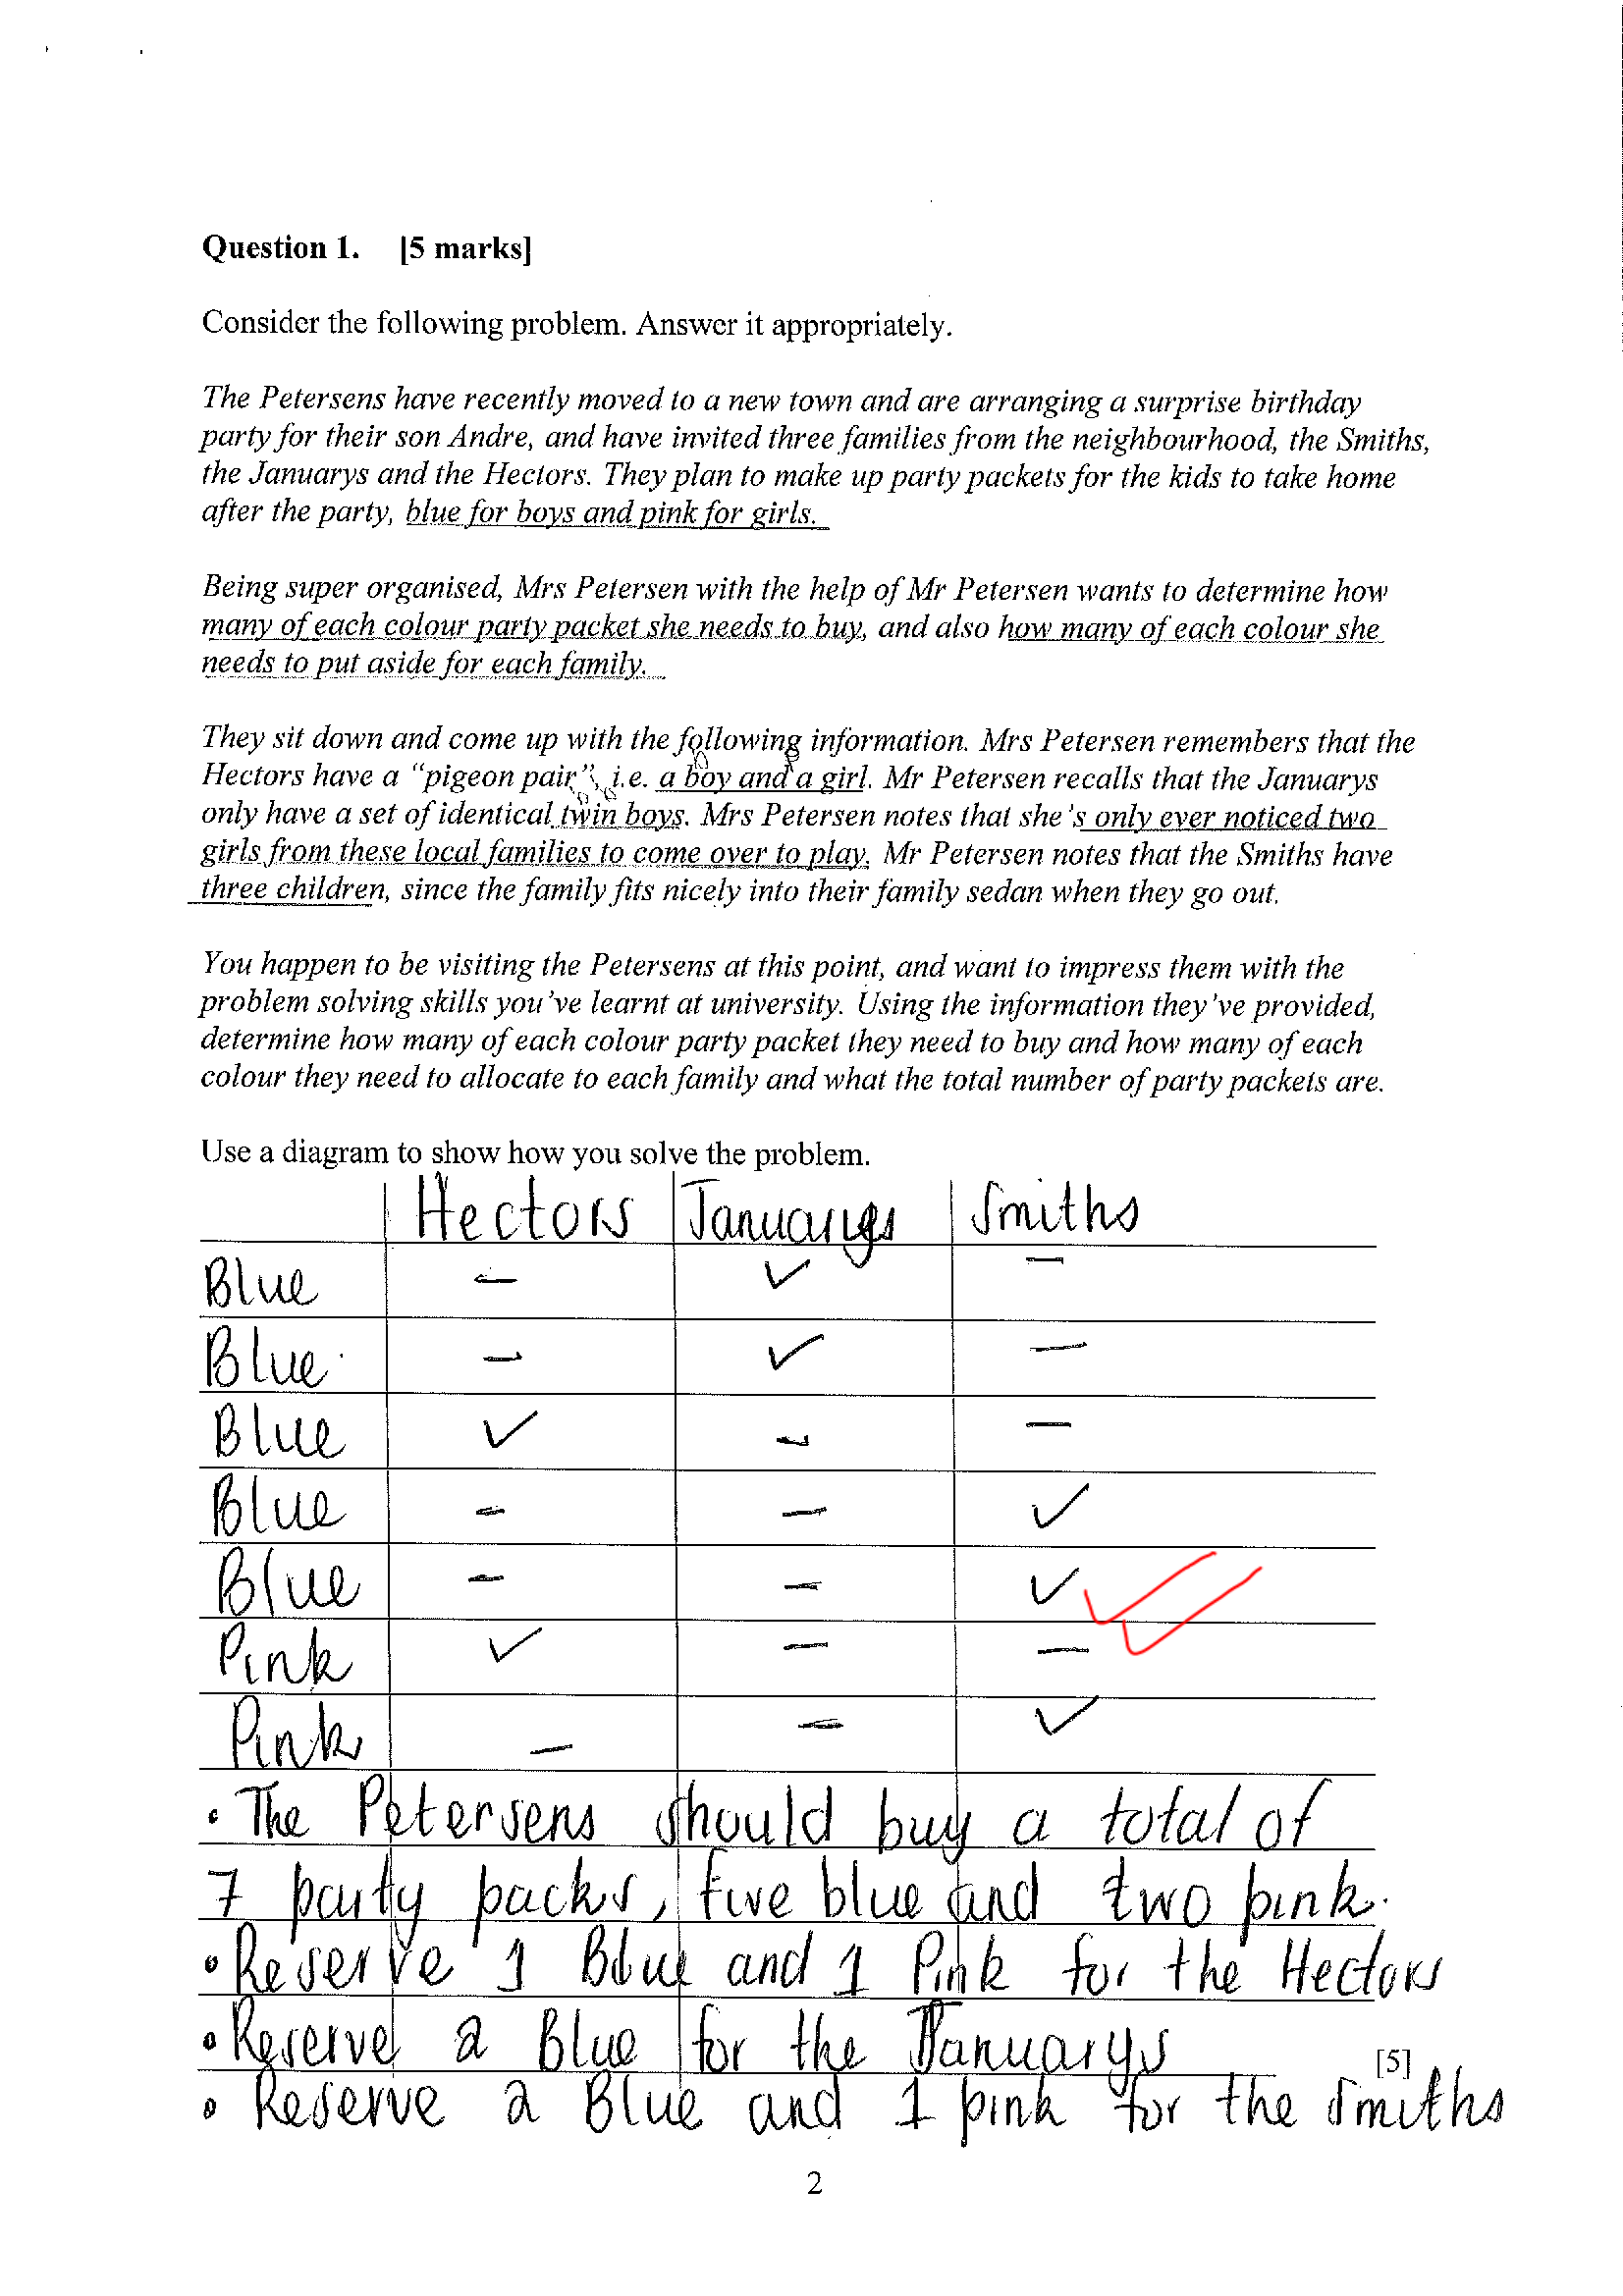 Question 1. [5 marks]
Consider the following problem. Answer it appropriately.
The Petersens have recently moved to a new town and are arranging a surprise birthday
party for their son Andre, and have invited three families from the neighbourhood, the Smiths,
the Januarys and the Hectors. They plan to make up party packets for the kids to take home
after the party, blue for boys and pink for girls.
Being super organised, Mrs Petersen with the help of Mr Petersen wants to determine how
many of each colour party packet she needs to buy, and also how many of each colour she
needs to put aside for each family.
They sit down and come up with the following information. Mrs Petersen remembers that the
Hectors have a "pigeon pair", i.e. a boy and a girl. Mr Petersen recalls that the Januarys
only have a set of identical twin boys. Mrs Petersen notes that she's only ever noticed two
girls from these local families to come over to play. Mr Petersen notes that the Smiths have
three children, since the family fits nicely into their family sedan when they go out.
You happen to be visiting the Petersens at this point, and want to impress them with the
problem solving skills you've learnt at university. Using the information they've provided,
determine how many of each colour party packet they need to buy and how many of each
colour they need to allocate to each family and what the total number of party packets are.
Use a diagram to show how you solve the problem.
Hectors Januarys Smiths
Blue - ✓ -
Blue - ✓ -
Blue ✓ - -
Blue - - ✓
Blue - - ✓
Pink ✓ - -
Pink - - ✓
• The Petersens should buy a total of
7 party packs, five blue and two pink.
• Reserve 1 Blue and 1 Pink for the Hectors
• Reserve 2 Blue for the Januarys
[5]
• Reserve 2 Blue and 1 pink for the Smiths
2